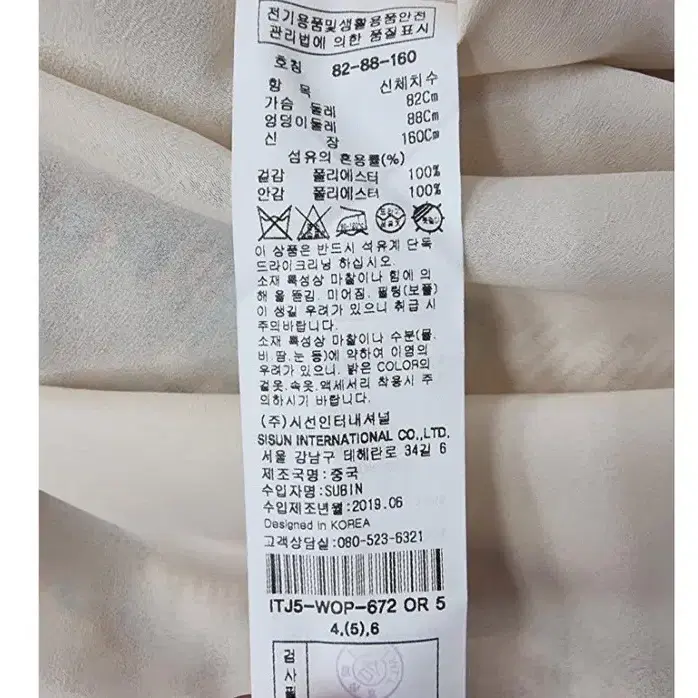 전기용품및생활용품안전
관리법에 의한 품질표시
호칭 82-88-160
항 목 신체치수
가슴 둘레 82Cm
엉덩이둘레 88Cm
신 장 160Cm
섬유의 혼용률(%)
겉감 폴리에스터 100%
안감 폴리에스터 100%
이 상품은 반드시 석유계 단독
드라이크리닝 하십시오.
소재 특성상 마찰이나 힘에 의
해 올 뜯김. 미어짐. 필링(보풀)
이 생길 우려가 있으니 취급 시
주의바랍니다.
소재 특성상 마찰이나 수분(물.
비 땀.눈 등)에 약하여 이염의
우려가 있으니. 밝은 COLOR의
겉옷.속옷.액세서리 착용시 주
의하시기 바랍니다.
(주)시선인터내셔널
SISUN INTERNATIONAL CO.,LTD.
서울 강남구 테헤란로 34길 6
제조국명:중국
수입자명:SUBIN
수입제조년월:2019.06
Designed in KOREA
고객상담실:080-523-6321
ITJ5-WOP-672 OR 5
4,(5),6
검
사
필